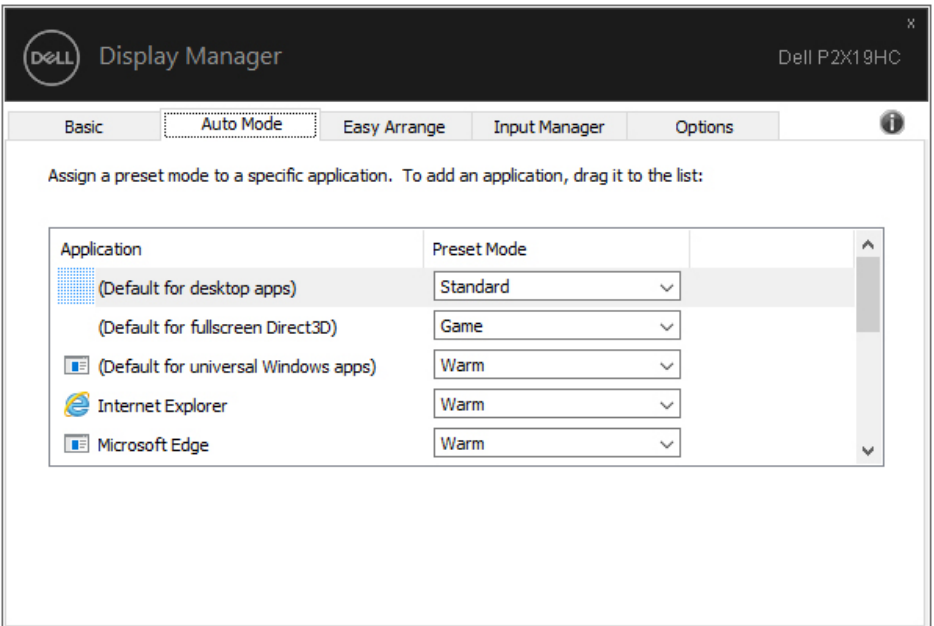 x
DELL Display Manager Dell P2X19HC
Basic Auto Mode Easy Arrange Input Manager Options
Assign a preset mode to a specific application. To add an application, drag it to the list:
Application Preset Mode
(Default for desktop apps) Standard
(Default for fullscreen Direct3D) Game
(Default for universal Windows apps) Warm
Internet Explorer Warm
Microsoft Edge Warm